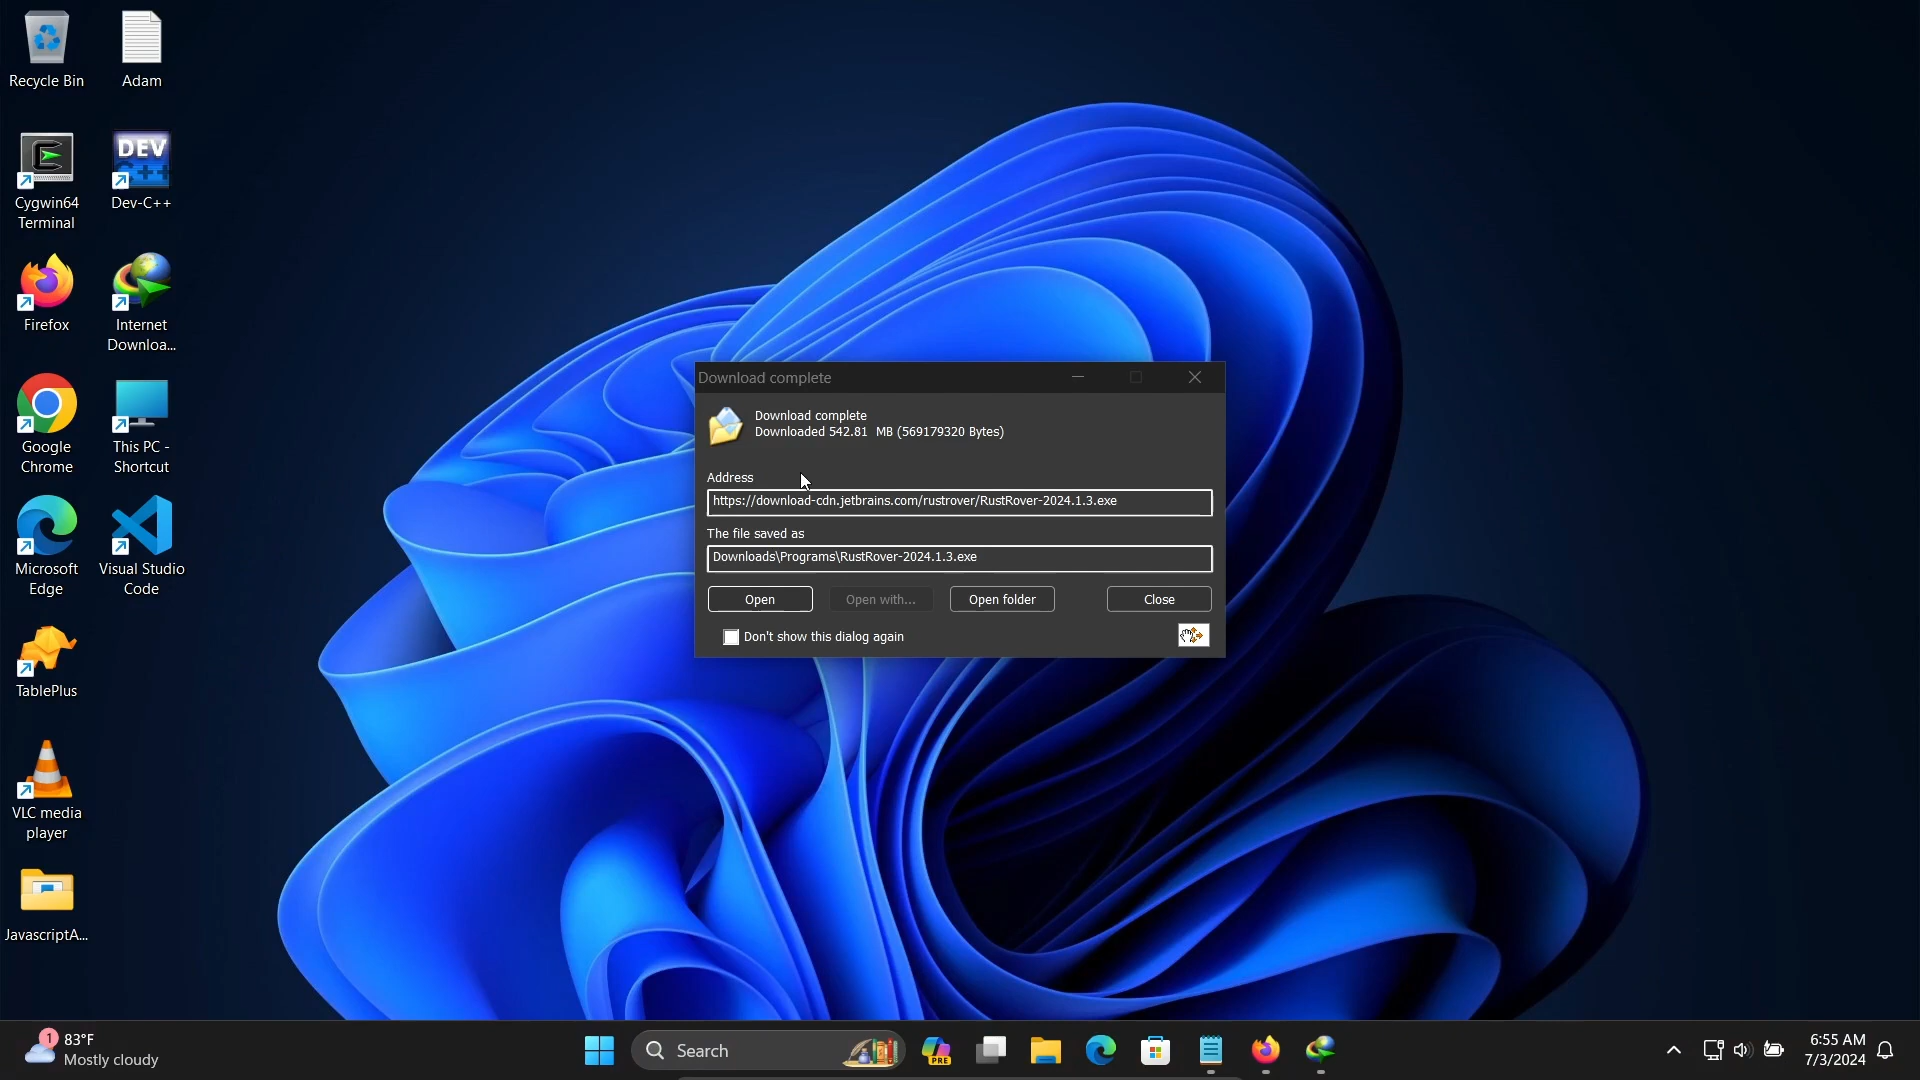 Recycle Bin
Adam
Cygwin64
Terminal
DEV
C++
Dev-C++
Firefox
Internet
Downloa...
Google
Chrome
This PC -
Shortcut
Microsoft
Edge
Visual Studio
Code
TablePlus
VLC media
player
JavascriptA...
Download complete
Download complete
Downloaded 542.81 MB (569179320 Bytes)
Address
https://download-cdn.jetbrains.com/rustrover/RustRover-2024.1.3.exe
The file saved as
Downloads\Programs\RustRover-2024.1.3.exe
Open
Open with...
Open folder
Close
Don't show this dialog again
1
83°F
Mostly cloudy
Search
PRE
6:55 AM
7/3/2024